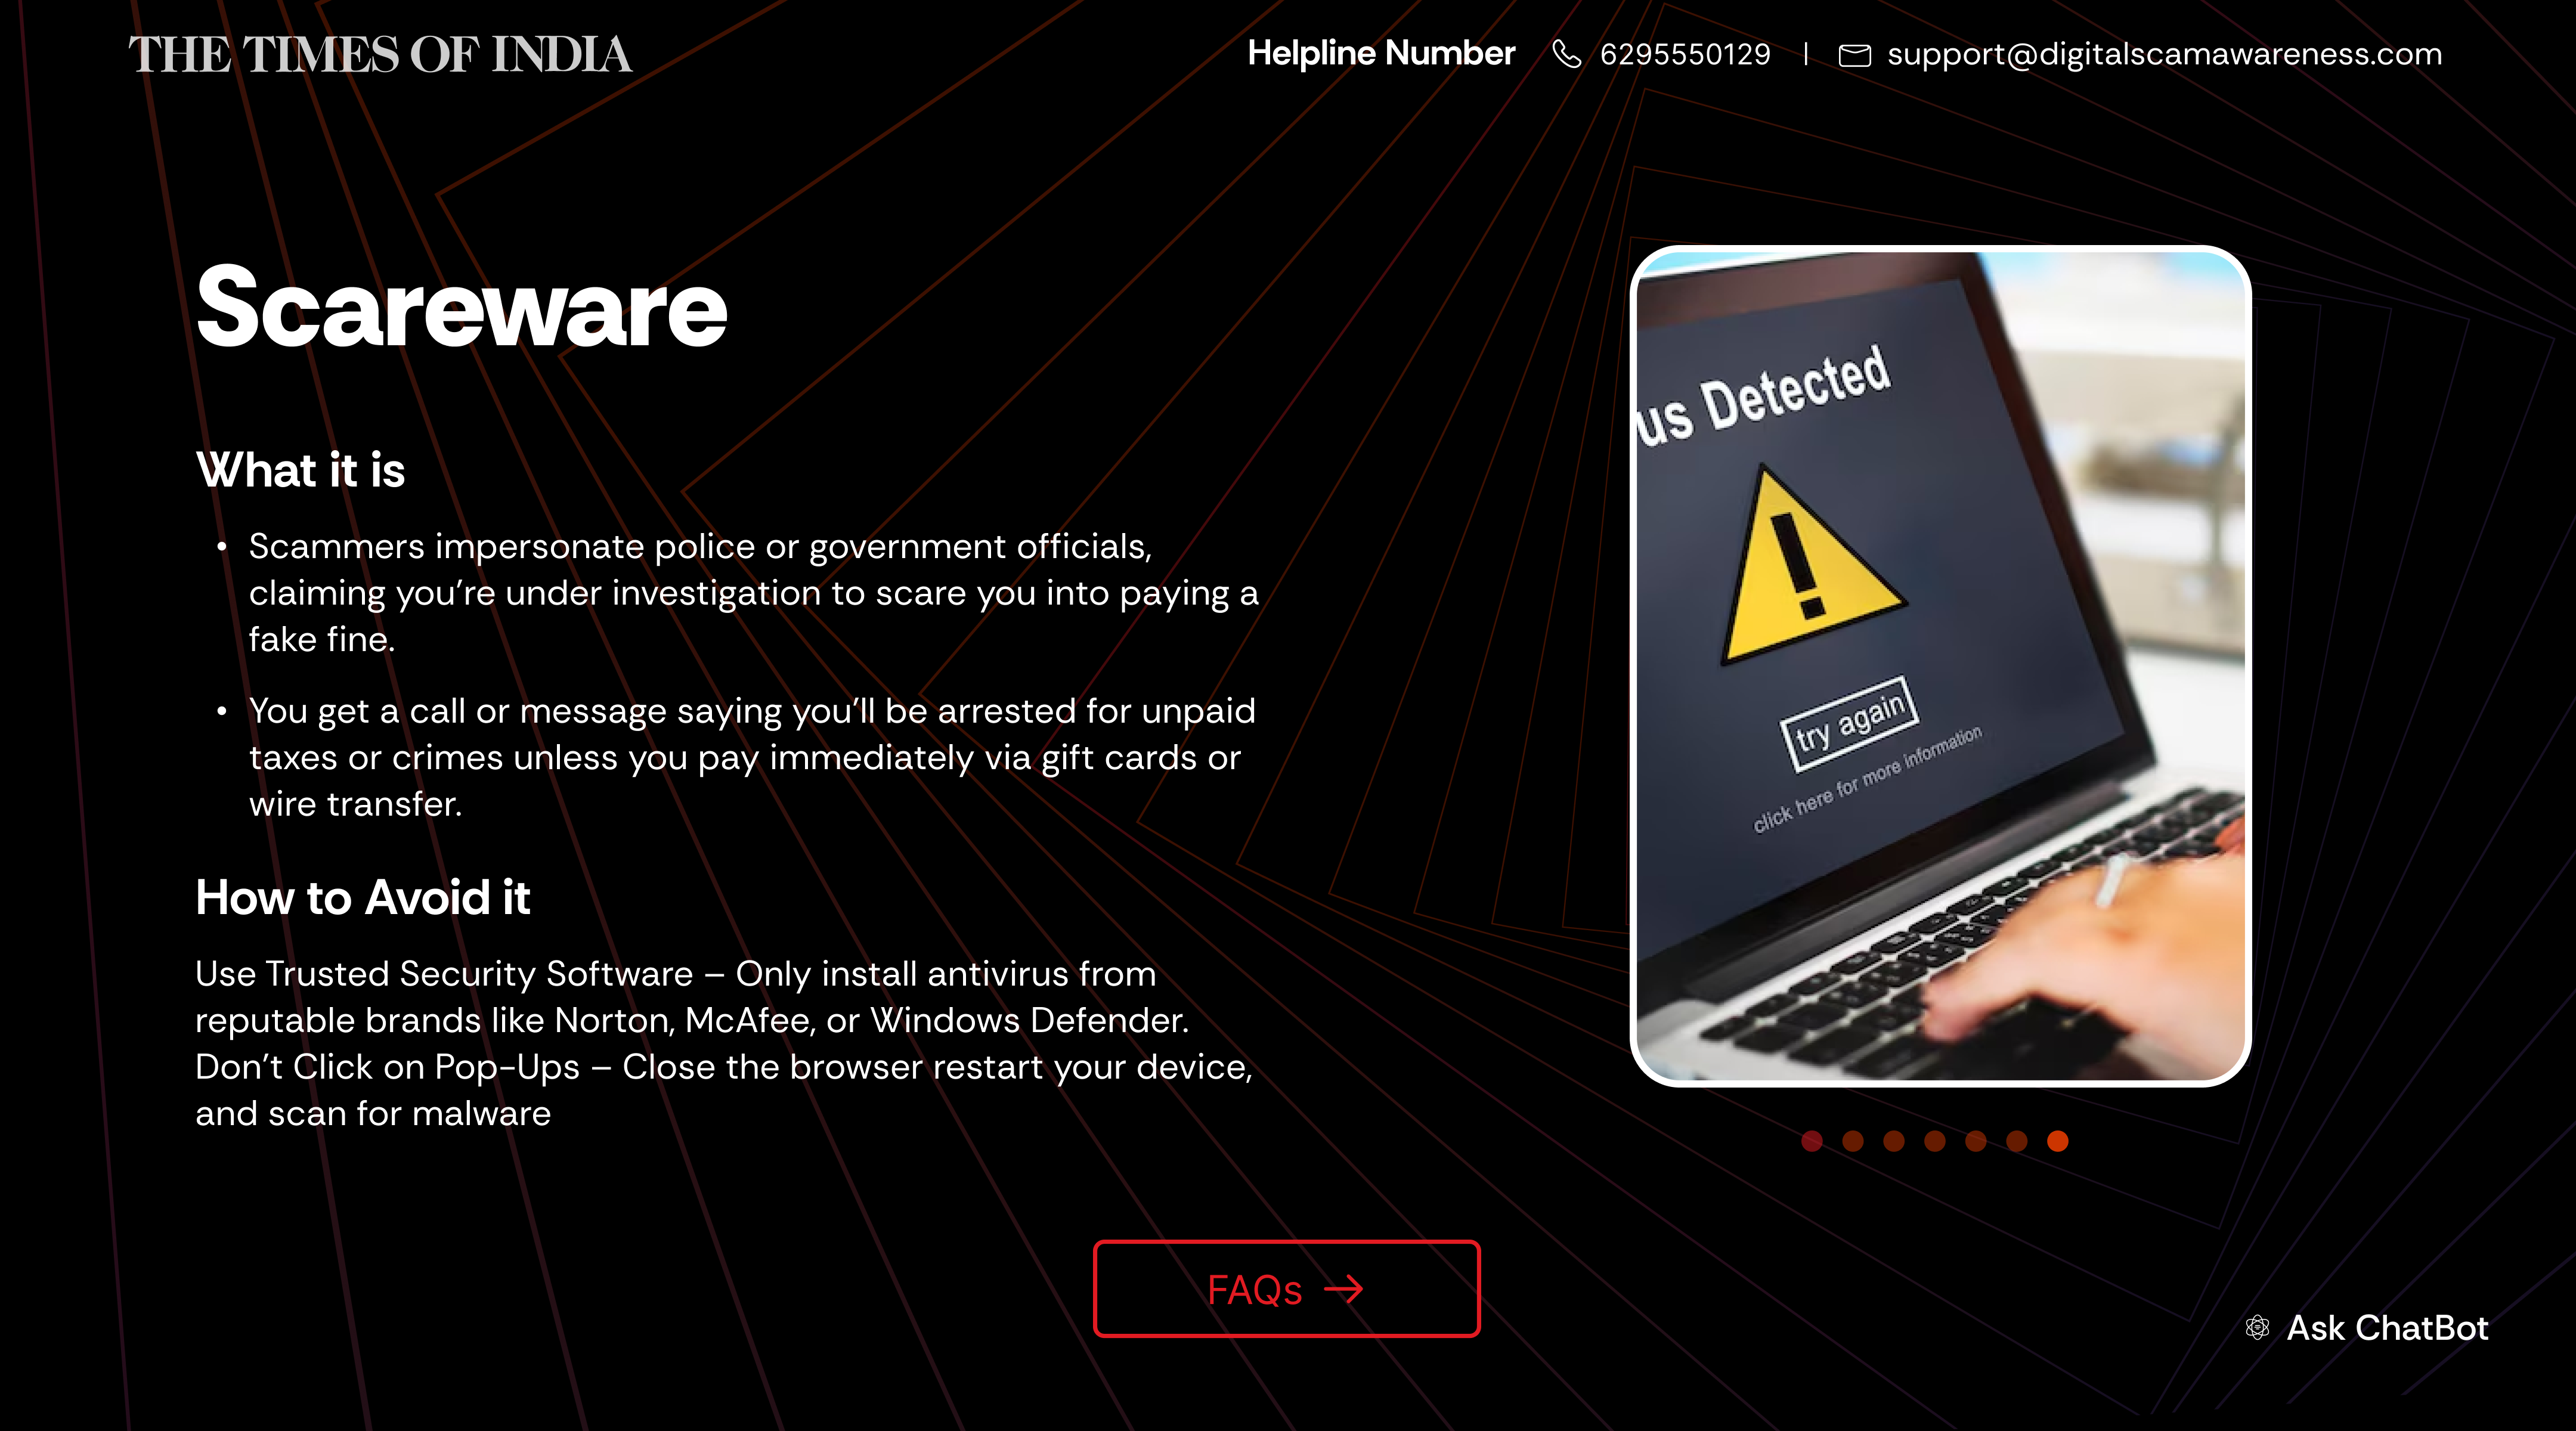 THE TIMES OF INDIA
Helpline Number 6295550129 | support@digitalscamawareness.com
Scareware
What it is
• Scammers impersonate police or government officials,
claiming you're under investigation to scare you into paying a
fake fine.
• You get a call or message saying you'll be arrested for unpaid
taxes or crimes unless you pay immediately via gift cards or
wire transfer.
How to Avoid it
Use Trusted Security Software – Only install antivirus from
reputable brands like Norton, McAfee, or Windows Defender.
Don't Click on Pop-Ups – Close the browser restart your device,
and scan for malware
us Detected
!
try again
click here for more information
FAQs →
Ask ChatBot